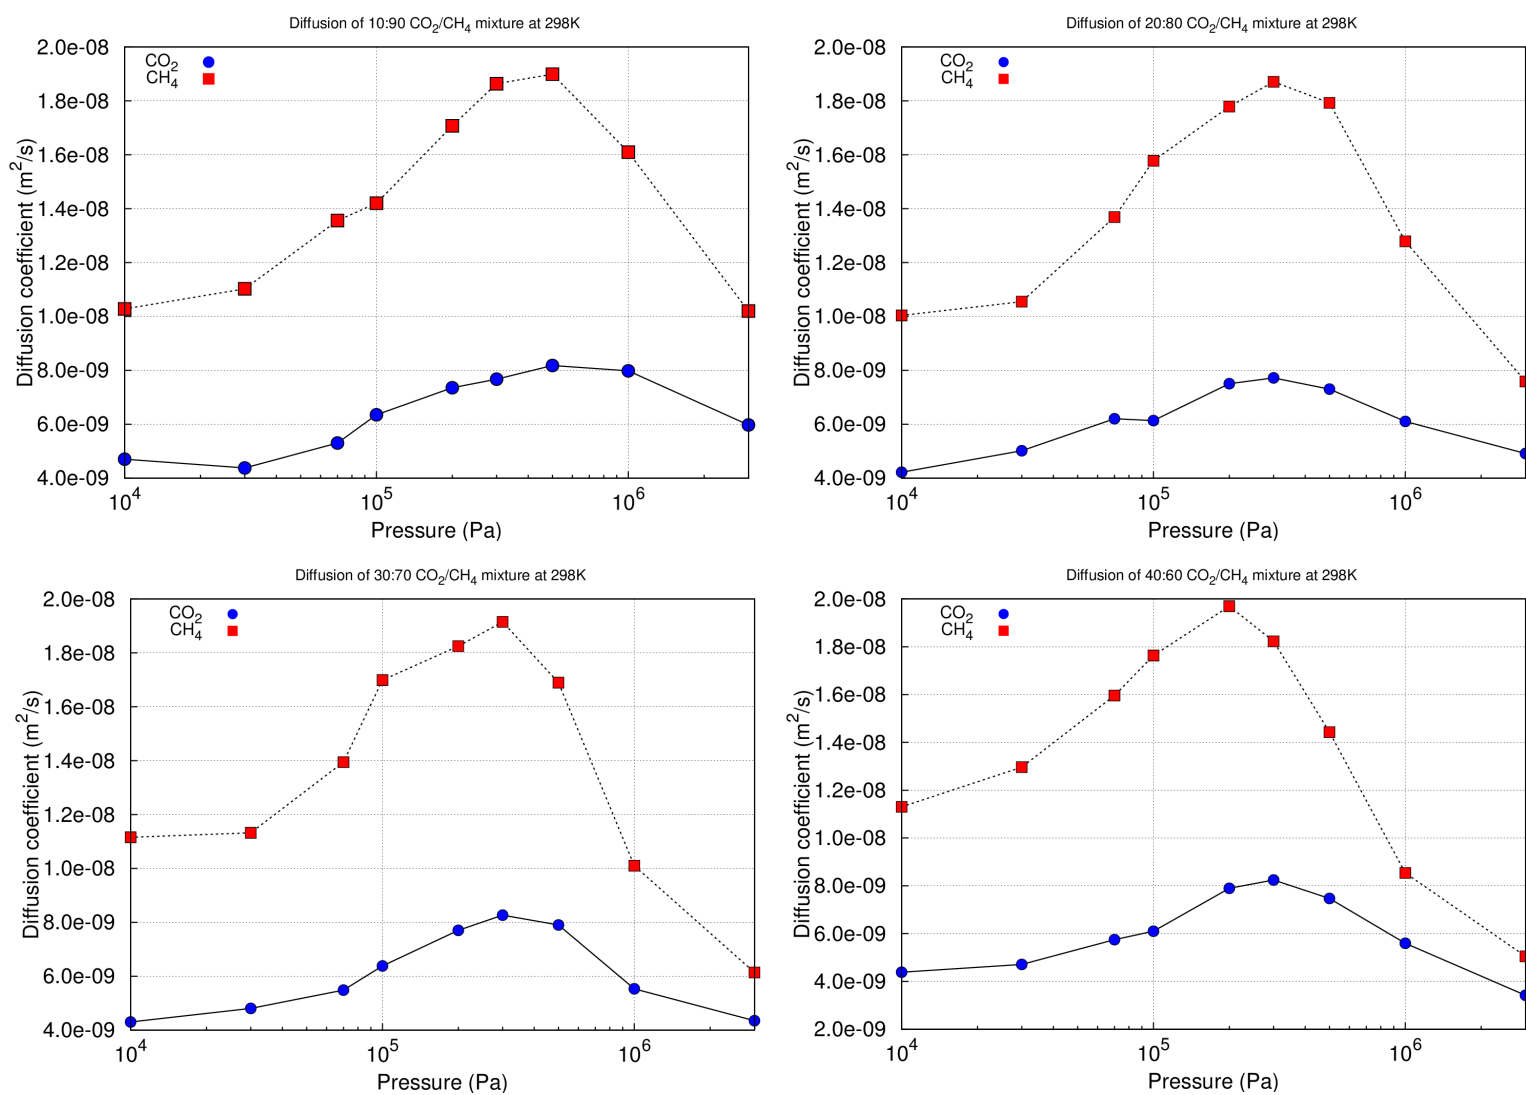 Diffusion of 10:90 CO2/CH4 mixture at 298K
2.0e-08
1.8e-08
1.6e-08
1.4e-08
1.2e-08
1.0e-08
8.0e-09
6.0e-09
4.0e-09
CO2
CH4
Diffusion coefficient (m²/s)
10⁴
10⁵
10⁶
Pressure (Pa)
Diffusion of 20:80 CO2/CH4 mixture at 298K
2.0e-08
1.8e-08
1.6e-08
1.4e-08
1.2e-08
1.0e-08
8.0e-09
6.0e-09
4.0e-09
CO2
CH4
Diffusion coefficient (m²/s)
10⁴
10⁵
10⁶
Pressure (Pa)
Diffusion of 30:70 CO2/CH4 mixture at 298K
2.0e-08
1.8e-08
1.6e-08
1.4e-08
1.2e-08
1.0e-08
8.0e-09
6.0e-09
4.0e-09
CO2
CH4
Diffusion coefficient (m²/s)
10⁴
10⁵
10⁶
Pressure (Pa)
Diffusion of 40:60 CO2/CH4 mixture at 298K
2.0e-08
1.8e-08
1.6e-08
1.4e-08
1.2e-08
1.0e-08
8.0e-09
6.0e-09
4.0e-09
2.0e-09
CO2
CH4
Diffusion coefficient (m²/s)
10⁴
10⁵
10⁶
Pressure (Pa)